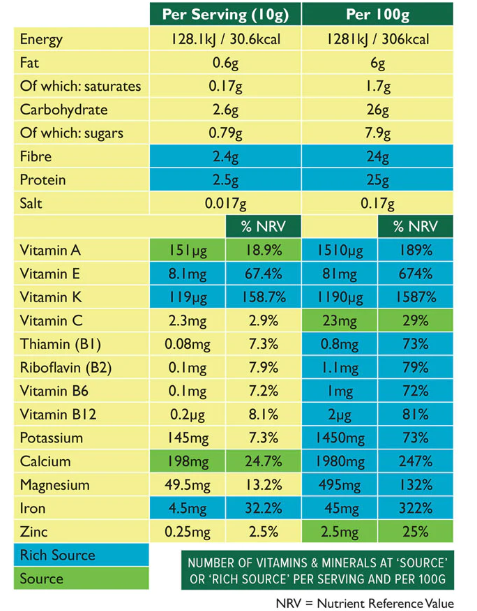 Per Serving (10g) Per 100g
Energy 128.1kJ / 30.6kcal 1281kJ / 306kcal
Fat 0.6g 6g
Of which: saturates 0.17g 1.7g
Carbohydrate 2.6g 26g
Of which: sugars 0.79g 7.9g
Fibre 2.4g 24g
Protein 2.5g 25g
Salt 0.017g 0.17g
% NRV % NRV
Vitamin A 151µg 18.9% 1510µg 189%
Vitamin E 8.1mg 67.4% 81mg 674%
Vitamin K 119µg 158.7% 1190µg 1587%
Vitamin C 2.3mg 2.9% 23mg 29%
Thiamin (B1) 0.08mg 7.3% 0.8mg 73%
Riboflavin (B2) 0.1mg 7.9% 1.1mg 79%
Vitamin B6 0.1mg 7.2% 1mg 72%
Vitamin B12 0.2µg 8.1% 2µg 81%
Potassium 145mg 7.3% 1450mg 73%
Calcium 198mg 24.7% 1980mg 247%
Magnesium 49.5mg 13.2% 495mg 132%
Iron 4.5mg 32.2% 45mg 322%
Zinc 0.25mg 2.5% 2.5mg 25%
Rich Source
Source
NUMBER OF VITAMINS & MINERALS AT 'SOURCE'
OR 'RICH SOURCE' PER SERVING AND PER 100G
NRV = Nutrient Reference Value